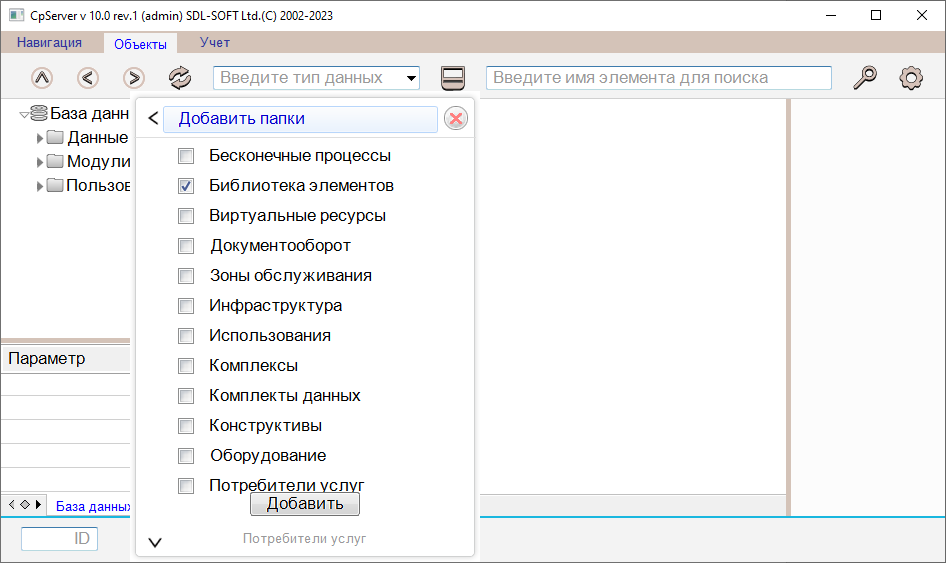 CpServer v 10.0 rev.1 (admin) SDL-SOFT Ltd.(C) 2002-2023
Навигация Объекты Учет
Введите тип данных Введите имя элемента для поиска
База данн
Данные
Модули
Пользов
Добавить папки
Бесконечные процессы
Библиотека элементов
Виртуальные ресурсы
Документооборот
Зоны обслуживания
Инфраструктура
Использования
Комплексы
Комплекты данных
Конструктивы
Оборудование
Потребители услуг
Добавить
Потребители услуг
Параметр
База данных
ID